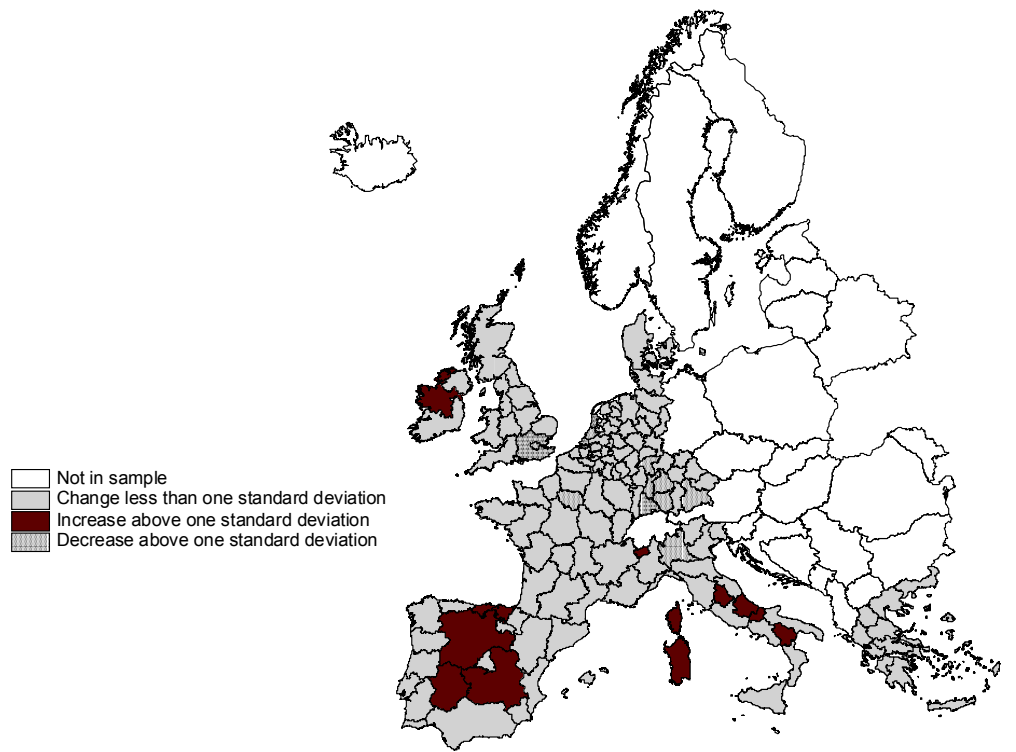 Not in sample
Change less than one standard deviation
Increase above one standard deviation
Decrease above one standard deviation